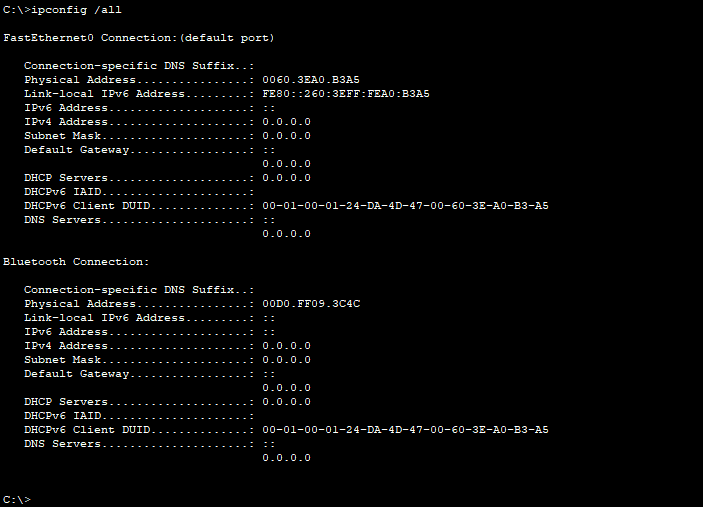 C:\>ipconfig /all
FastEthernet0 Connection:(default port)
Connection-specific DNS Suffix..:
Physical Address................: 0060.3EA0.B3A5
Link-local IPv6 Address.........: FE80::260:3EFF:FEA0:B3A5
IPv6 Address....................: ::
IPv4 Address....................: 0.0.0.0
Subnet Mask.....................: 0.0.0.0
Default Gateway.................: ::
0.0.0.0
DHCP Servers....................: 0.0.0.0
DHCPv6 IAID.....................:
DHCPv6 Client DUID..............: 00-01-00-01-24-DA-4D-47-00-60-3E-A0-B3-A5
DNS Servers.....................: ::
0.0.0.0
Bluetooth Connection:
Connection-specific DNS Suffix..:
Physical Address................: 00D0.FF09.3C4C
Link-local IPv6 Address.........: ::
IPv6 Address....................: ::
IPv4 Address....................: 0.0.0.0
Subnet Mask.....................: 0.0.0.0
Default Gateway.................: ::
0.0.0.0
DHCP Servers....................: 0.0.0.0
DHCPv6 IAID.....................:
DHCPv6 Client DUID..............: 00-01-00-01-24-DA-4D-47-00-60-3E-A0-B3-A5
DNS Servers.....................: ::
0.0.0.0
C:\>